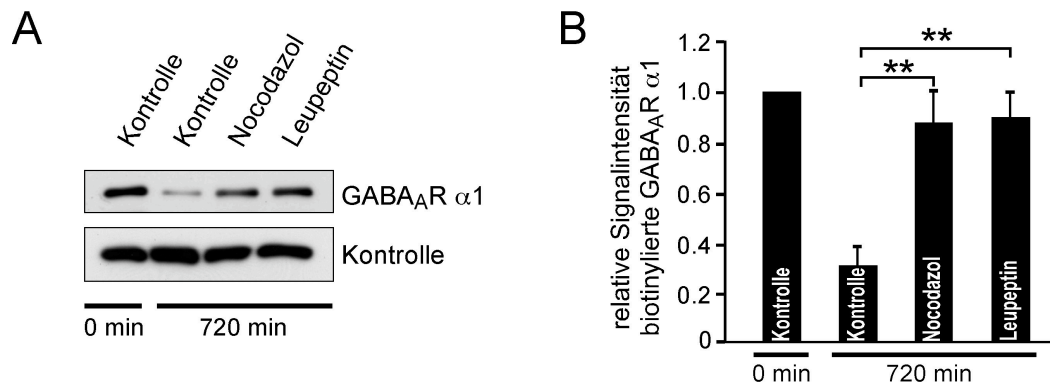 A
Kontrolle
Kontrolle
Nocodazol
Leupeptin
GABAAR α1
Kontrolle
0 min
720 min
B
relative Signalintensität
biotinylierte GABAAR α1
1.2
1.0
0.8
0.6
0.4
0.2
0
**
**
Kontrolle
Kontrolle
Nocodazol
Leupeptin
0 min
720 min